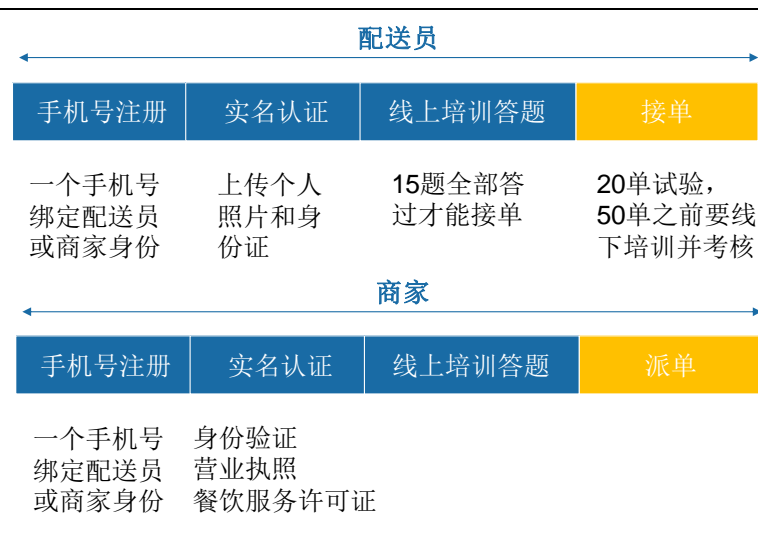 配送员
手机号注册 实名认证 线上培训答题 接单
一个手机号 上传个人 15题全部答 20单试验，
绑定配送员 照片和身 过才能接单 50单之前要线
或商家身份 份证 下培训并考核
商家
手机号注册 实名认证 线上培训答题 派单
一个手机号 身份验证
绑定配送员 营业执照
或商家身份 餐饮服务许可证